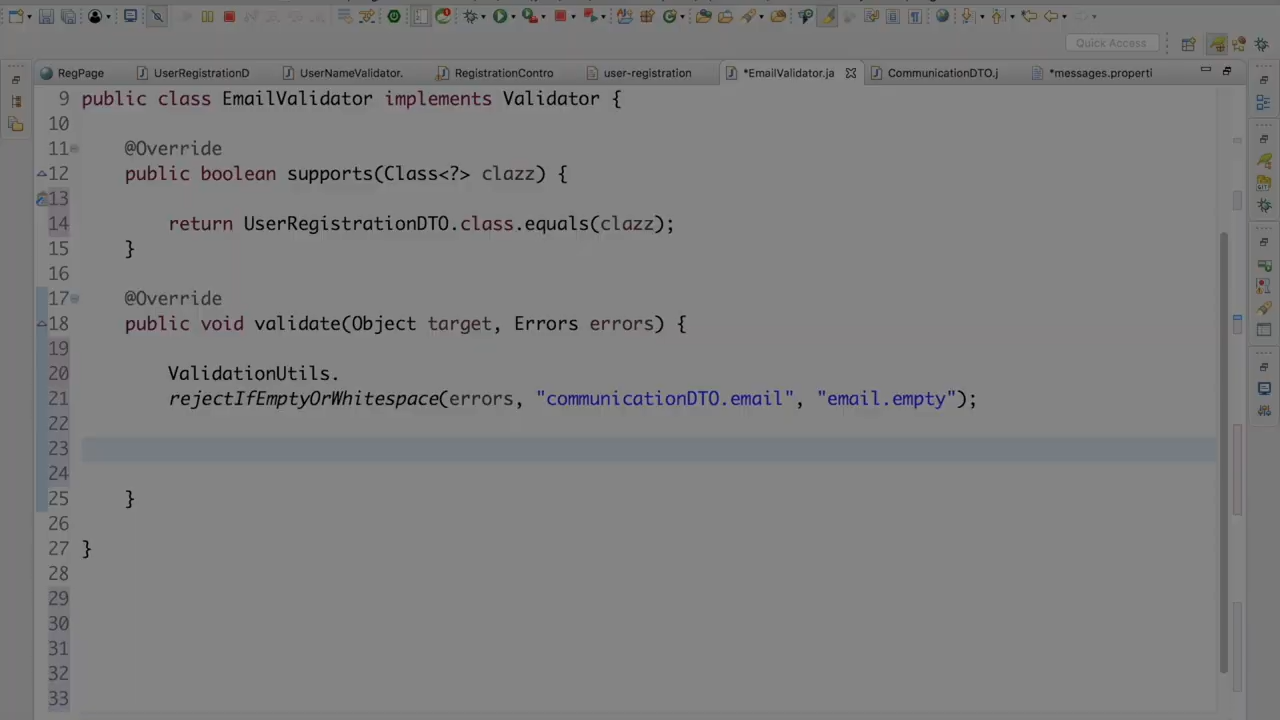 Quick Access
RegPage
UserRegistrationD
UserNameValidator.
RegistrationContro
user-registration
*EmailValidator.ja
CommunicationDTO.j
*messages.properti
9 public class EmailValidator implements Validator {
10
11 @Override
12 public boolean supports(Class<?> clazz) {
13
14 return UserRegistrationDTO.class.equals(clazz);
15 }
16
17 @Override
18 public void validate(Object target, Errors errors) {
19
20 ValidationUtils.
21 rejectIfEmptyOrWhitespace(errors, "communicationDTO.email", "email.empty");
22
23
24
25 }
26
27 }
28
29
30
31
32
33